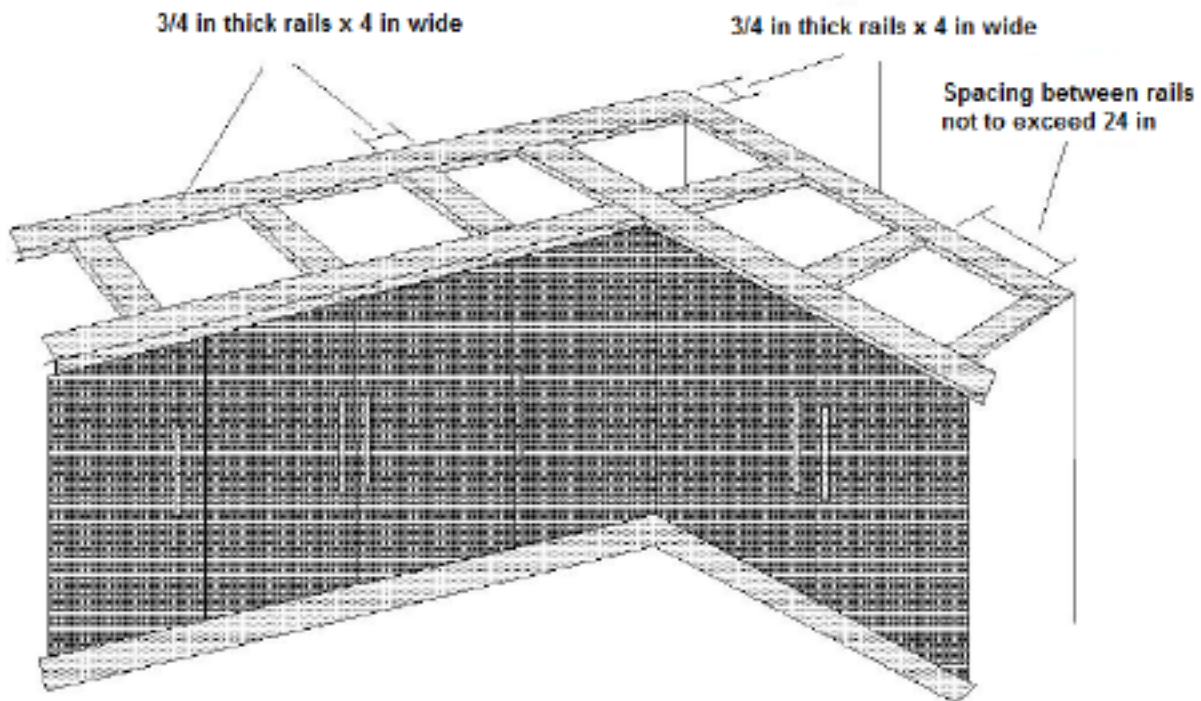 3/4 in thick rails x 4 in wide
3/4 in thick rails x 4 in wide
Spacing between rails
not to exceed 24 in